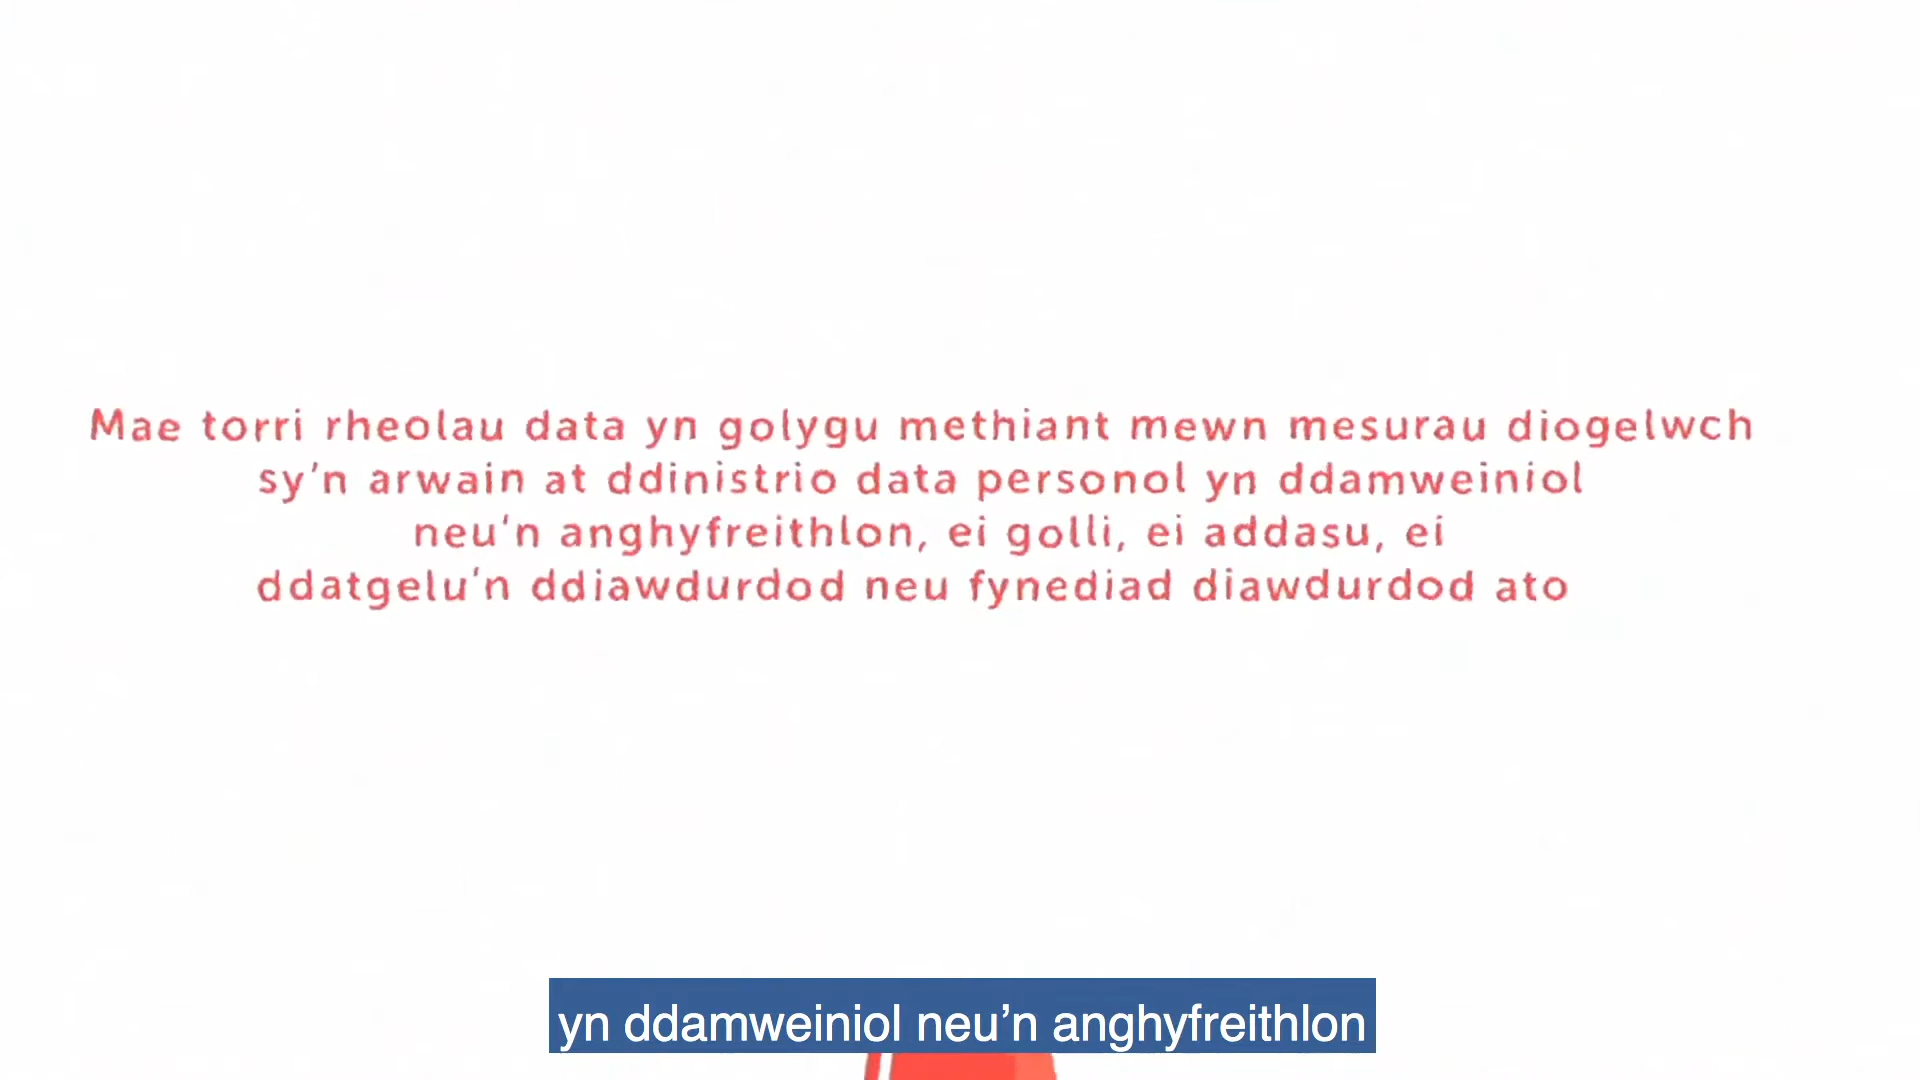 Mae torri rheolau data yn golygu methiant mewn mesurau diogelwch
sy'n arwain at ddinistrio data personol yn ddamweiniol
neu'n anghyfreithlon, ei golli, ei addasu, ei
ddatgelu'n ddiawdurdod neu fynediad diawdurdod ato
yn ddamweiniol neu’n anghyfreithlon